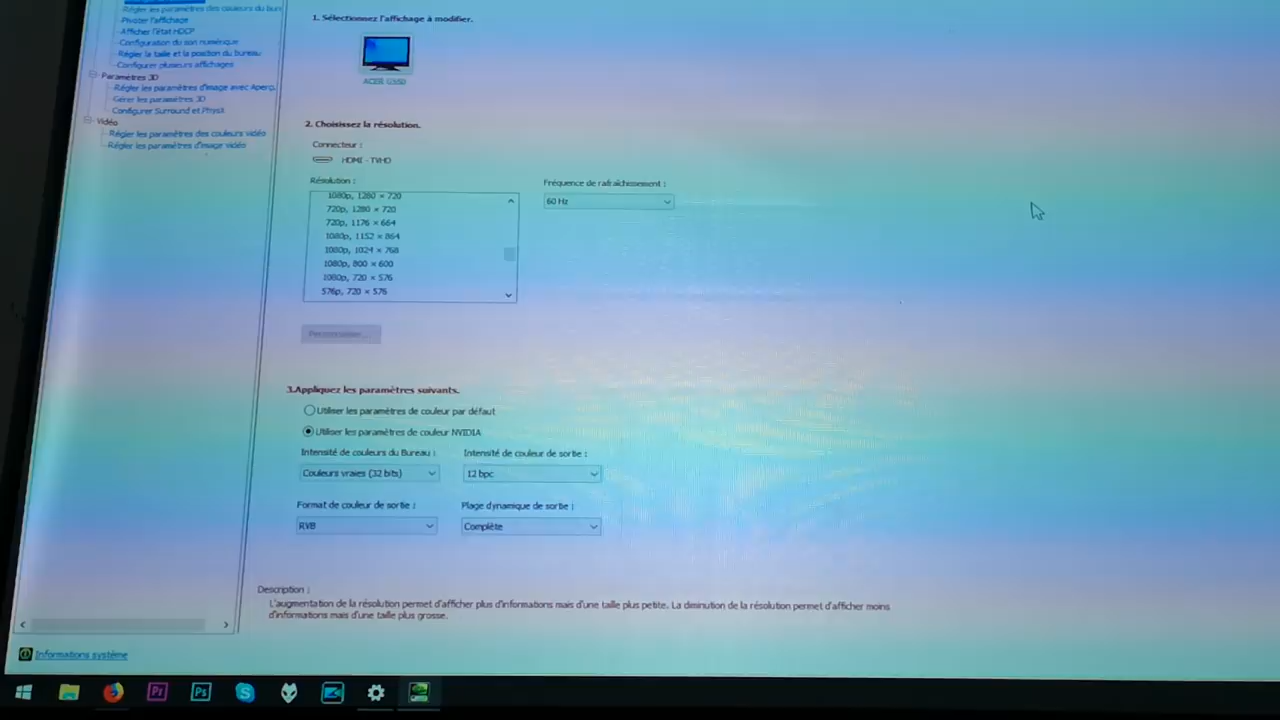 Régler les paramètres des couleurs du bur
Pivoter l'affichage
Afficher l'état HDCP
Configuration du son numérique
Régler la taille et la position du bureau
Configurer plusieurs affichages
Paramètres 3D
Régler les paramètres d'image avec Aperç
Gérer les paramètres 3D
Configurer Surround et PhysX
Vidéo
Régler les paramètres des couleurs vidéo
Régler les paramètres d'image vidéo
Informations système
1. Sélectionnez l'affichage à modifier.
ACER
2. Choisissez la résolution.
Connecteur :
HDMI - TVHD
Résolution :
1080p, 1280 × 720
720p, 1280 × 720
720p, 1176 × 664
1080p, 1152 × 864
1080p, 1024 × 768
1080p, 800 × 600
1080p, 720 × 576
576p, 720 × 576
Fréquence de rafraîchissement :
60 Hz
Personnaliser...
3.Appliquez les paramètres suivants.
Utiliser les paramètres de couleur par défaut
Utiliser les paramètres de couleur NVIDIA
Intensité de couleurs du Bureau :
Couleurs vraies (32 bits)
Intensité de couleur de sortie :
12 bpc
Format de couleur de sortie :
RVB
Plage dynamique de sortie :
Complète
Description :
L'augmentation de la résolution permet d'afficher plus d'informations mais d'une taille plus petite. La diminution de la résolution permet d'afficher moins
d'informations mais d'une taille plus grosse.
Pr
Ps